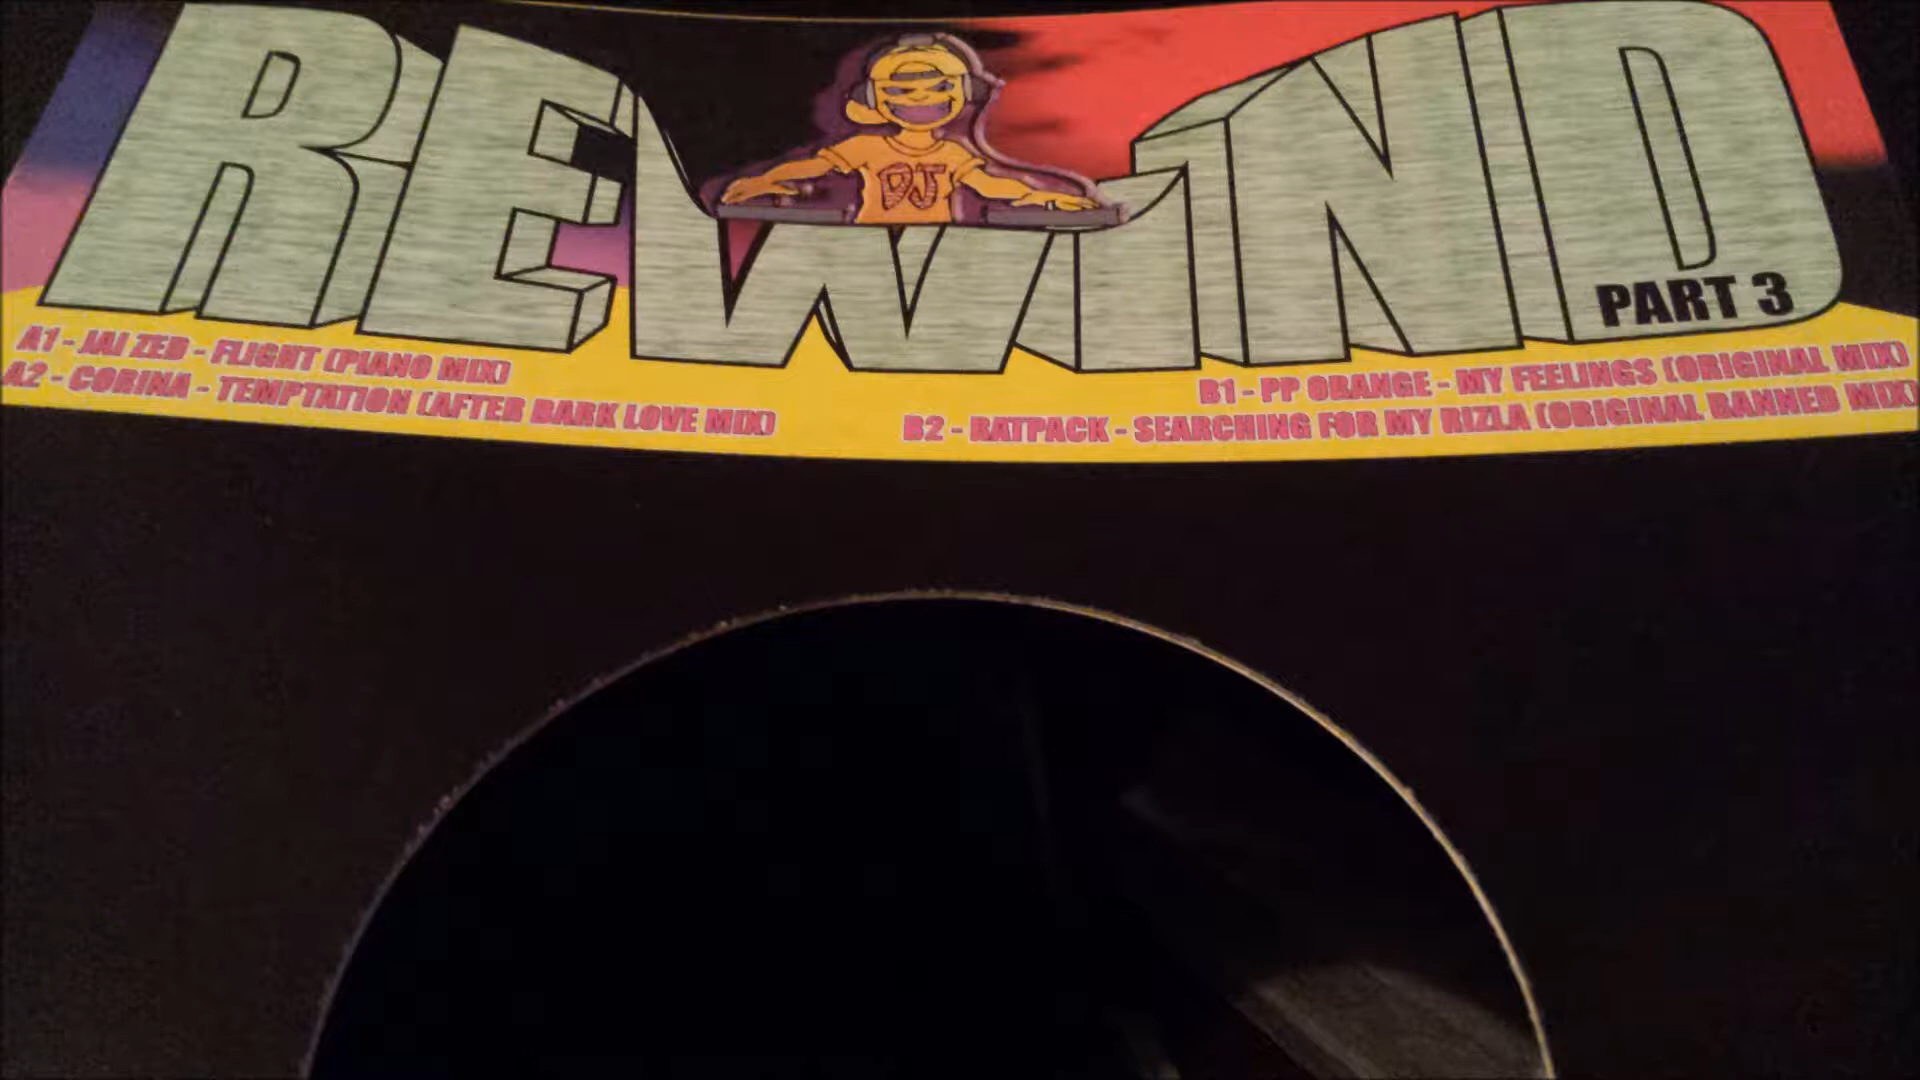 REWIND
DJ
PART 3
A1 - JAI ZED - FLIGHT (PIANO MIX)
A2 - CORINA - TEMPTATION (AFTER DARK LOVE MIX)
B1 - PP ORANGE - MY FEELINGS (ORIGINAL MIX)
B2 - RATPACK - SEARCHING FOR MY RIZLA (ORIGINAL BANNED MIX)